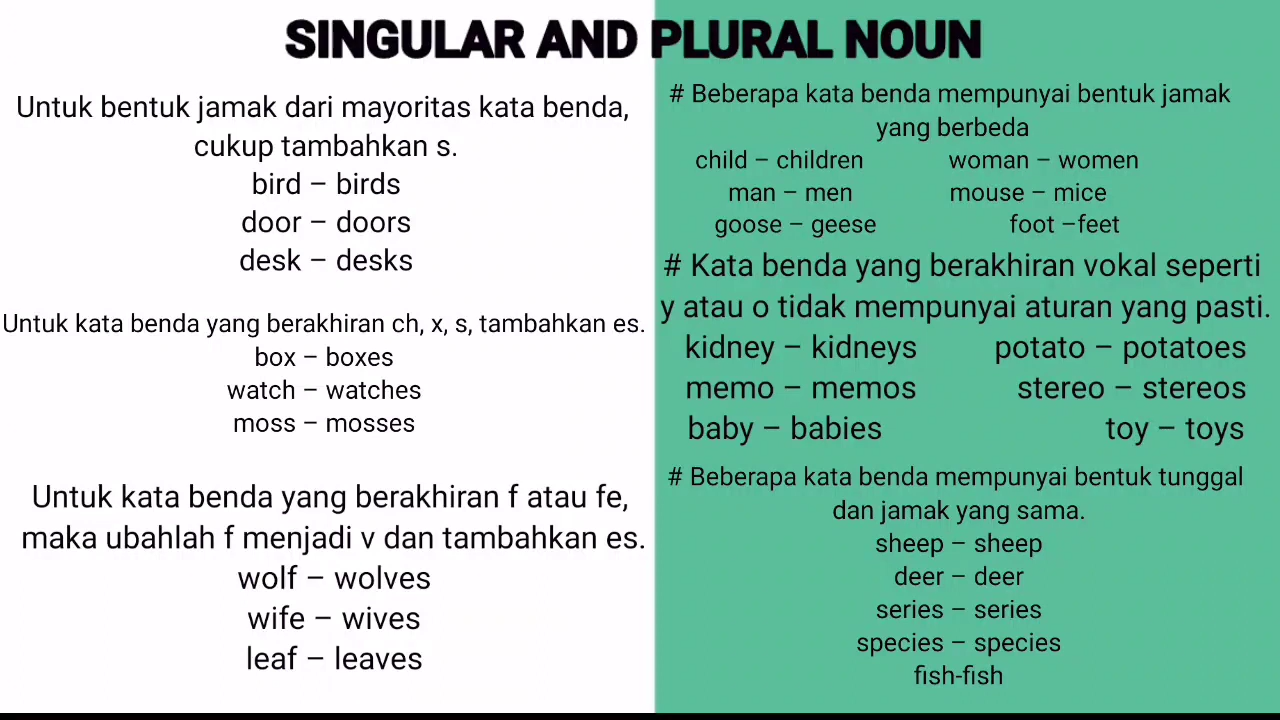 SINGULAR AND PLURAL NOUN
Untuk bentuk jamak dari mayoritas kata benda,
cukup tambahkan s.
bird – birds
door – doors
desk – desks
Untuk kata benda yang berakhiran ch, x, s, tambahkan es.
box – boxes
watch – watches
moss – mosses
Untuk kata benda yang berakhiran f atau fe,
maka ubahlah f menjadi v dan tambahkan es.
wolf – wolves
wife – wives
leaf – leaves
# Beberapa kata benda mempunyai bentuk jamak
yang berbeda
child – children woman – women
man – men mouse – mice
goose – geese foot –feet
# Kata benda yang berakhiran vokal seperti
y atau o tidak mempunyai aturan yang pasti.
kidney – kidneys potato – potatoes
memo – memos stereo – stereos
baby – babies toy – toys
# Beberapa kata benda mempunyai bentuk tunggal
dan jamak yang sama.
sheep – sheep
deer – deer
series – series
species – species
fish-fish